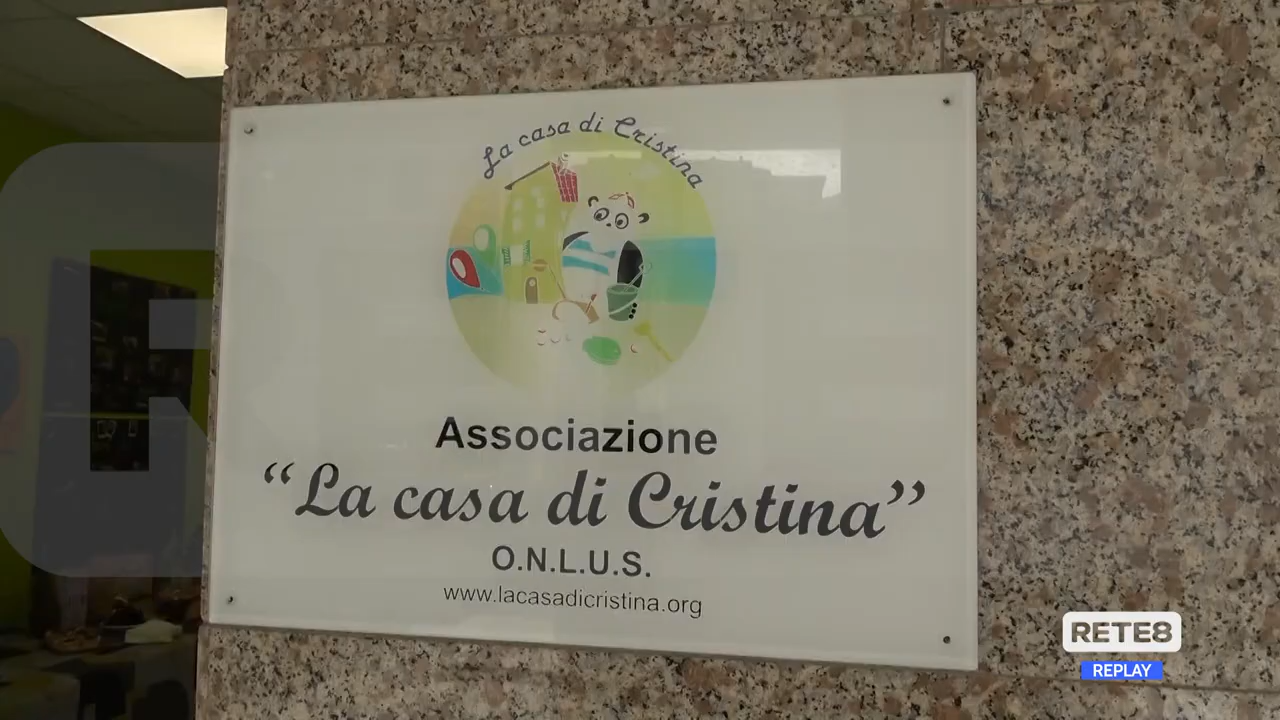 La casa di Cristina
Associazione
“La casa di Cristina”
O.N.L.U.S.
www.lacasadicristina.org
RETE8
REPLAY